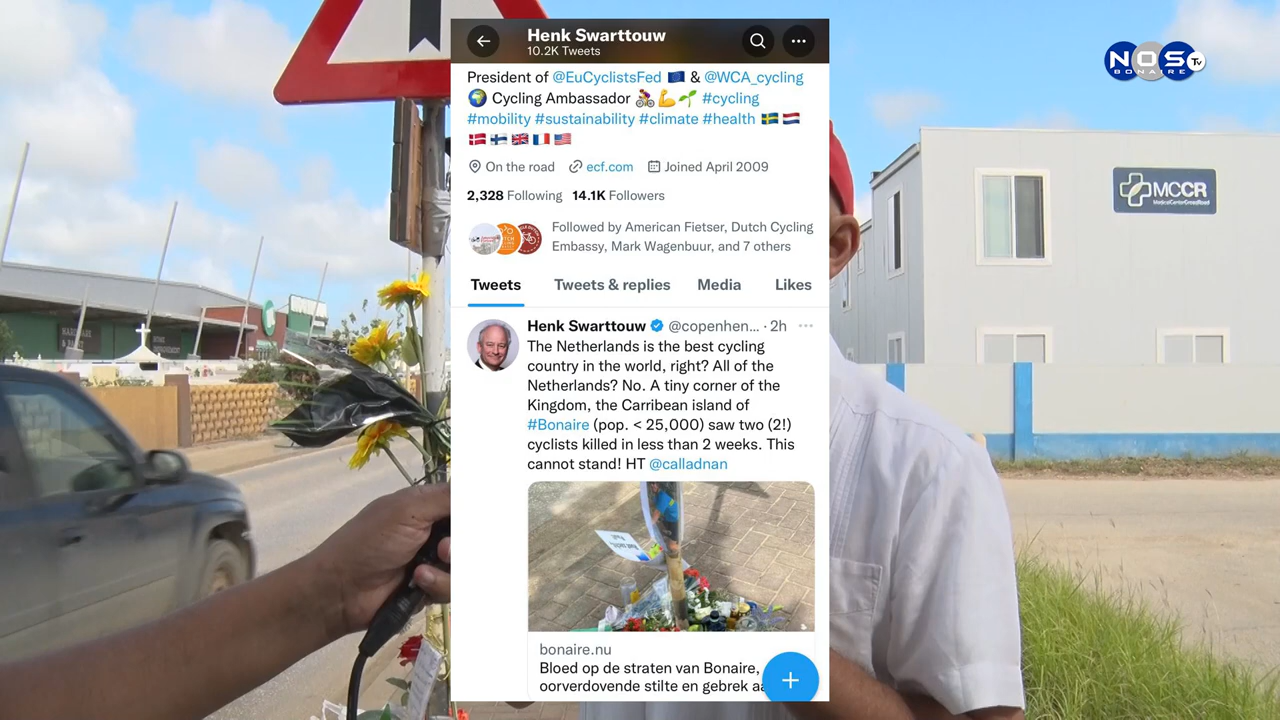 Henk Swarttouw
10.2K Tweets
President of @EuCyclistsFed 🇪🇺 & @WCA_cycling
🌍 Cycling Ambassador 🚴💪🌱 #cycling
#mobility #sustainability #climate #health 🇸🇪 🇳🇱
🇩🇰 🇫🇮 🇬🇧 🇫🇷 🇺🇸
On the road ecf.com Joined April 2009
2,328 Following 14.1K Followers
Followed by American Fietser, Dutch Cycling
Embassy, Mark Wagenbuur, and 7 others
Tweets Tweets & replies Media Likes
Henk Swarttouw @copenhen... · 2h
The Netherlands is the best cycling
country in the world, right? All of the
Netherlands? No. A tiny corner of the
Kingdom, the Carribean island of
#Bonaire (pop. < 25,000) saw two (2!)
cyclists killed in less than 2 weeks. This
cannot stand! HT @calladnan
bonaire.nu
Bloed op de straten van Bonaire,
oorverdovende stilte en gebrek a
NOS TV
BONAIRE
MCCR
MedicalCenterCareRoad